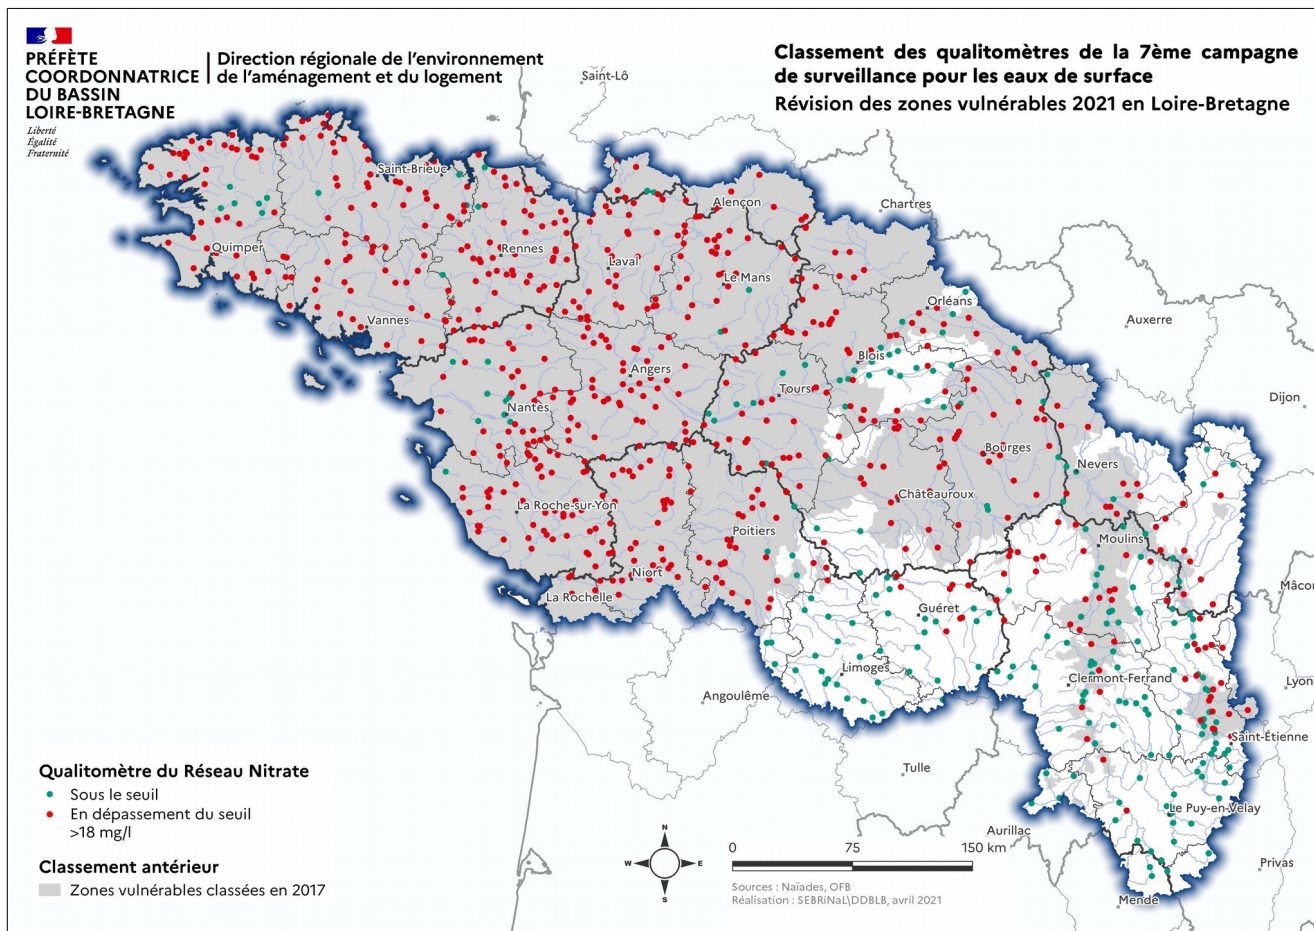 PRÉFÈTE
COORDONNATRICE
DU BASSIN
LOIRE-BRETAGNE
Liberté
Égalité
Fraternité
Direction régionale de l'environnement
de l'aménagement et du logement
Classement des qualitomètres de la 7ème campagne
de surveillance pour les eaux de surface
Révision des zones vulnérables 2021 en Loire-Bretagne
Saint-Lô
Saint-Brieuc
Alençon
Chartres
Quimper
Rennes
Laval
Le Mans
Orléans
Auxerre
Vannes
Blois
Angers
Tours
Dijon
Nantes
Bourges
Nevers
La Roche-sur-Yon
Châteauroux
Poitiers
Moulins
Niort
La Rochelle
Mâcon
Guéret
Limoges
Clermont-Ferrand
Lyon
Angoulême
Saint-Étienne
Tulle
Le Puy-en-Velay
Aurillac
Privas
Mende
Qualitomètre du Réseau Nitrate
Sous le seuil
En dépassement du seuil
>18 mg/l
Classement antérieur
Zones vulnérables classées en 2017
N
W E
S
0 75 150 km
Sources : Naïades, OFB
Réalisation : SEBRiNaL\DDBLB, avril 2021